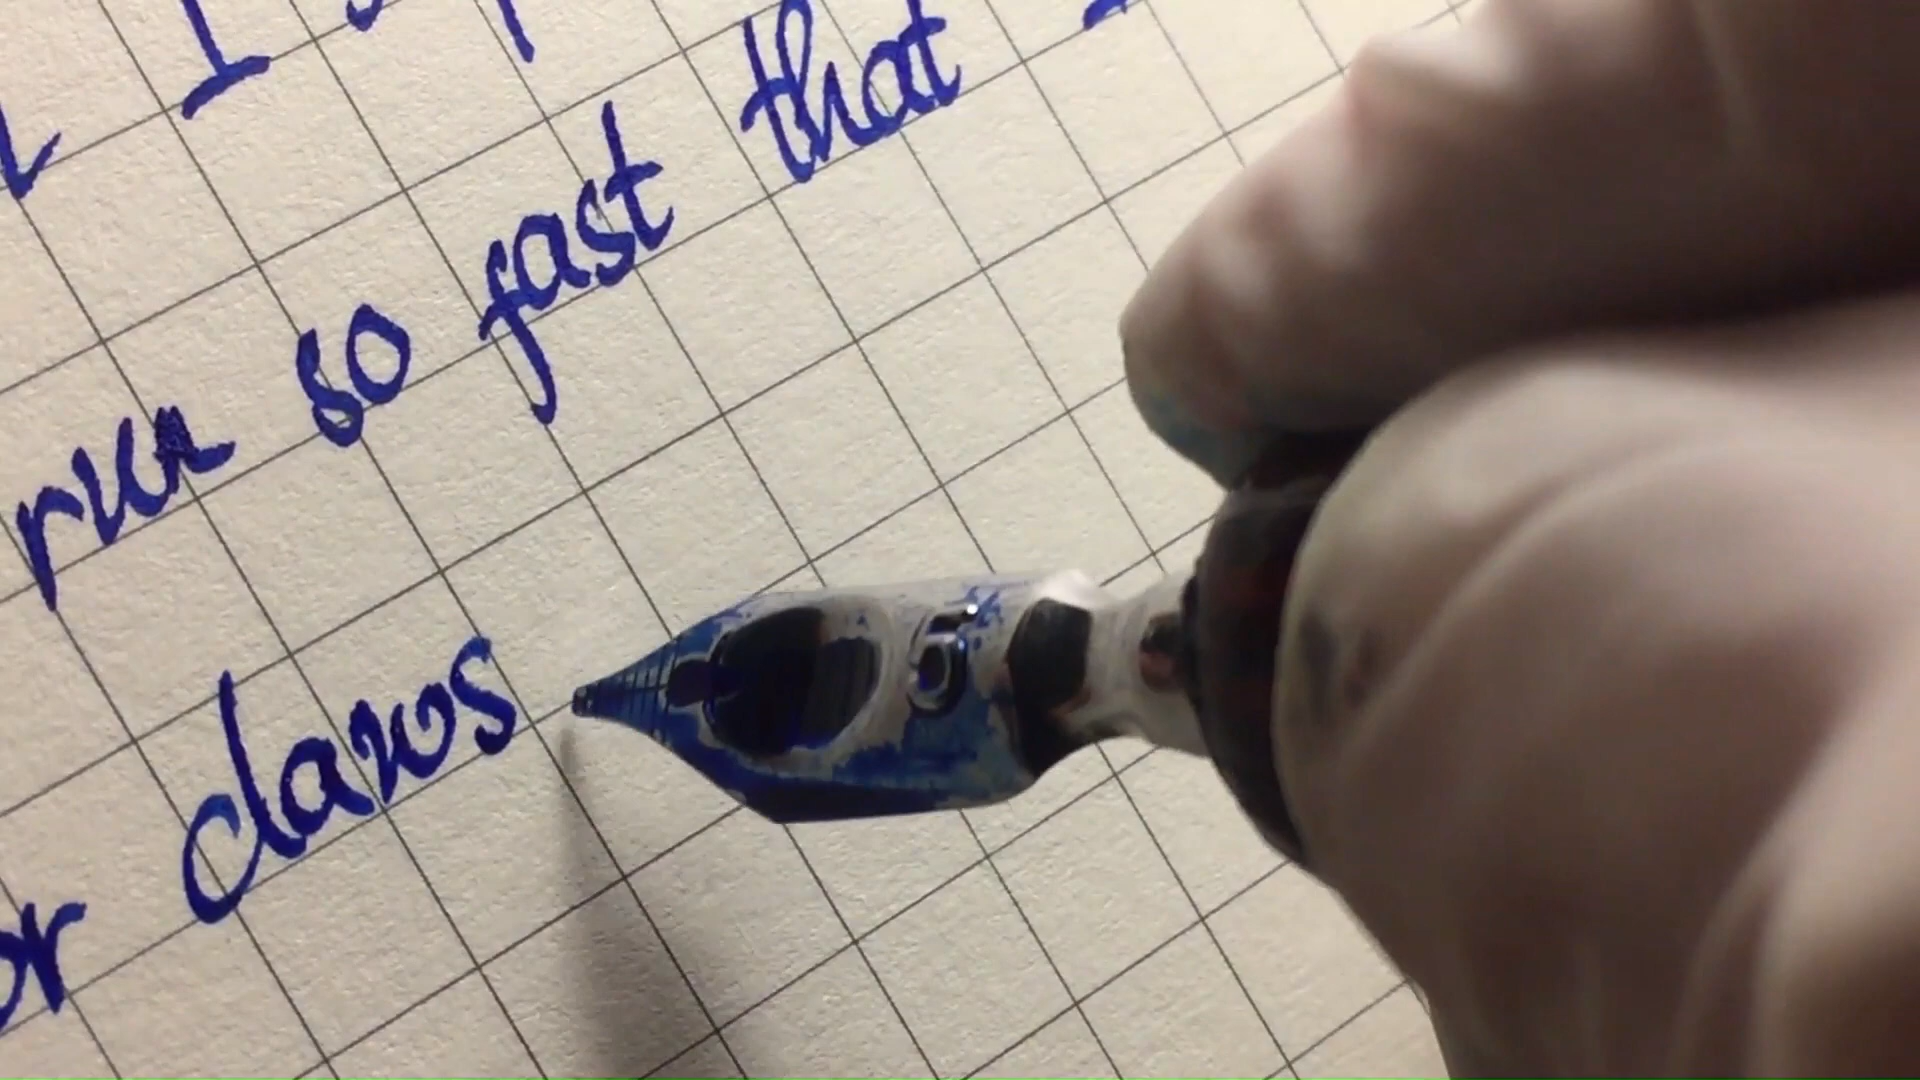 I
run so fast that
or claws